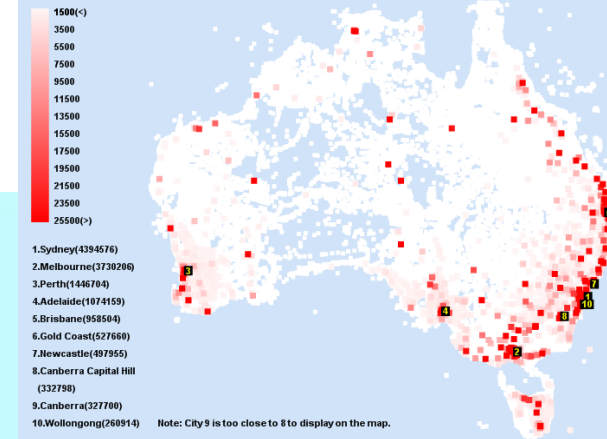 1500(<)
3500
5500
7500
9500
11500
13500
15500
17500
19500
21500
23500
25500(>)
1.Sydney(4394576)
2.Melbourne(3730206)
3.Perth(1446704)
4.Adelaide(1074159)
5.Brisbane(958504)
6.Gold Coast(527660)
7.Newcastle(497955)
8.Canberra Capital Hill
(332798)
9.Canberra(327700)
10.Wollongong(260914)
Note: City 9 is too close to 8 to display on the map.
3
4
2
8
7
1
10